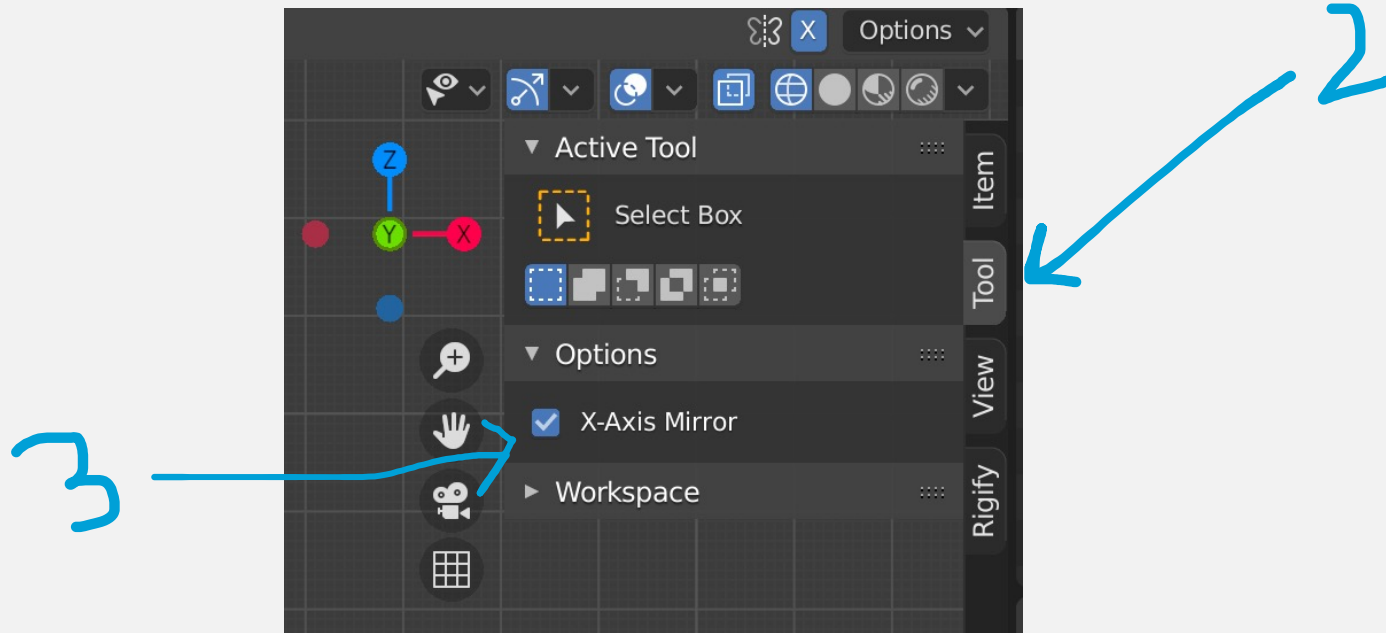 X Options
2
Active Tool
Item
Z
Select Box
Y X
Tool
Options
View
X-Axis Mirror
3
Workspace
Rigify